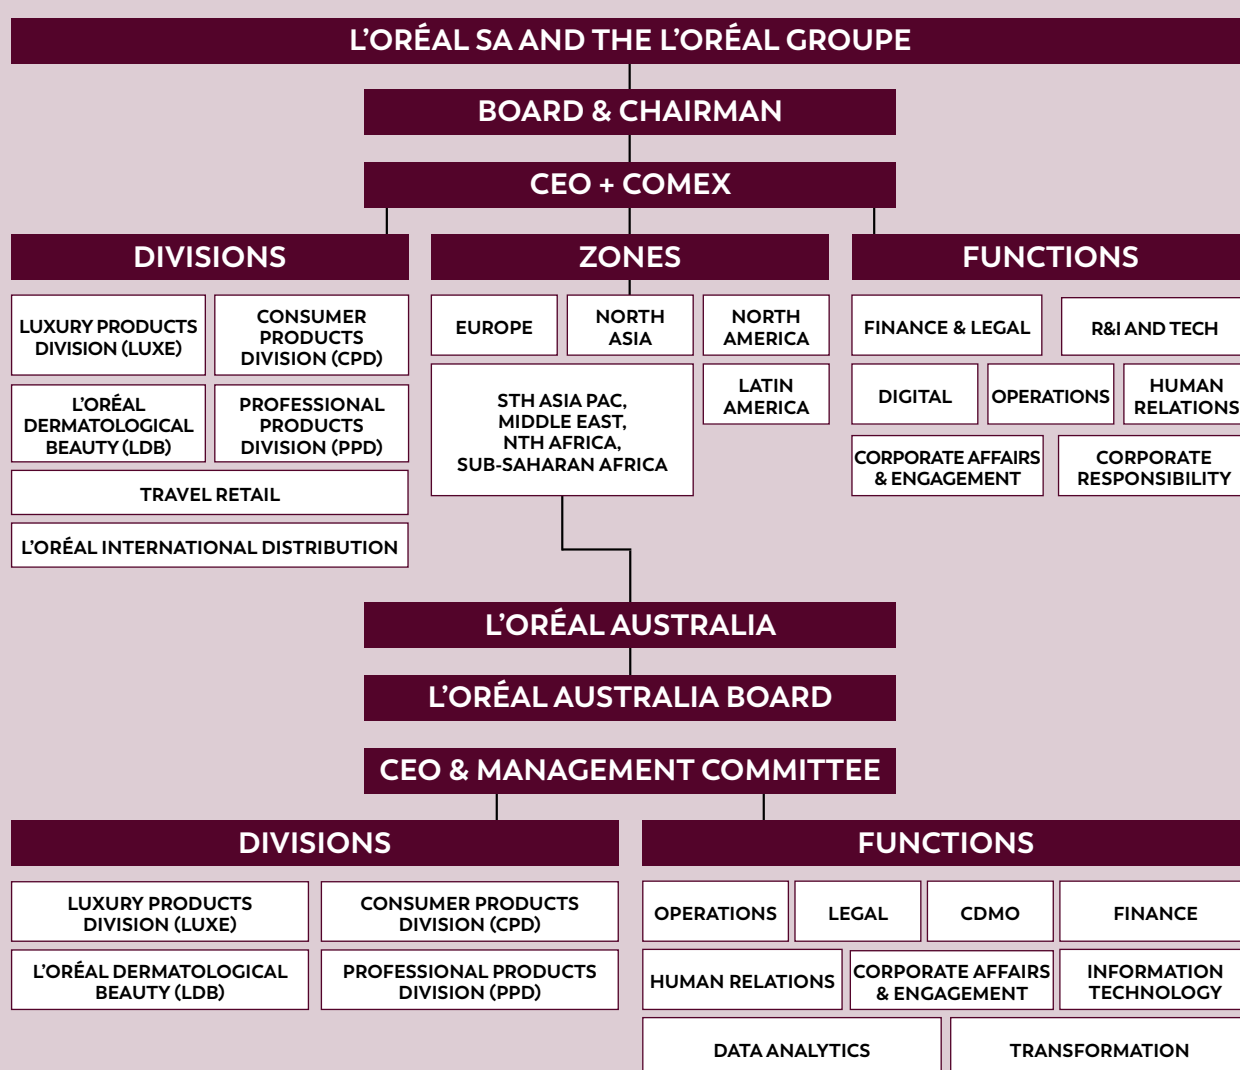 L'ORÉAL SA AND THE L'ORÉAL GROUPE
BOARD & CHAIRMAN
CEO + COMEX
DIVISIONS
LUXURY PRODUCTS
DIVISION (LUXE)
CONSUMER
PRODUCTS
DIVISION (CPD)
L'ORÉAL
DERMATOLOGICAL
BEAUTY (LDB)
PROFESSIONAL
PRODUCTS
DIVISION (PPD)
TRAVEL RETAIL
L'ORÉAL INTERNATIONAL DISTRIBUTION
ZONES
EUROPE
NORTH
ASIA
NORTH
AMERICA
STH ASIA PAC,
MIDDLE EAST,
NTH AFRICA,
SUB-SAHARAN AFRICA
LATIN
AMERICA
FUNCTIONS
FINANCE & LEGAL
R&I AND TECH
DIGITAL
OPERATIONS
HUMAN
RELATIONS
CORPORATE AFFAIRS
& ENGAGEMENT
CORPORATE
RESPONSIBILITY
L'ORÉAL AUSTRALIA
L'ORÉAL AUSTRALIA BOARD
CEO & MANAGEMENT COMMITTEE
DIVISIONS
LUXURY PRODUCTS
DIVISION (LUXE)
CONSUMER PRODUCTS
DIVISION (CPD)
L'ORÉAL DERMATOLOGICAL
BEAUTY (LDB)
PROFESSIONAL PRODUCTS
DIVISION (PPD)
FUNCTIONS
OPERATIONS
LEGAL
CDMO
FINANCE
HUMAN RELATIONS
CORPORATE AFFAIRS
& ENGAGEMENT
INFORMATION
TECHNOLOGY
DATA ANALYTICS
TRANSFORMATION